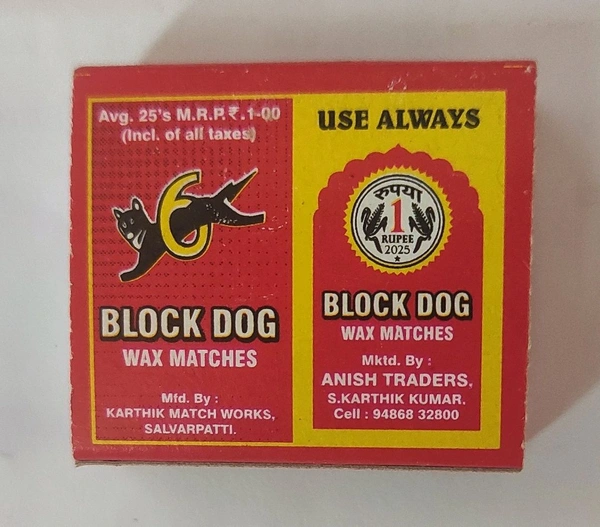 Avg. 25's M.R.P.₹.1-00
(Incl. of all taxes)
6
BLOCK DOG
WAX MATCHES
Mfd. By :
KARTHIK MATCH WORKS,
SALVARPATTI.
USE ALWAYS
रुपया
1
RUPEE
2025
BLOCK DOG
WAX MATCHES
Mktd. By :
ANISH TRADERS,
S.KARTHIK KUMAR.
Cell : 94868 32800